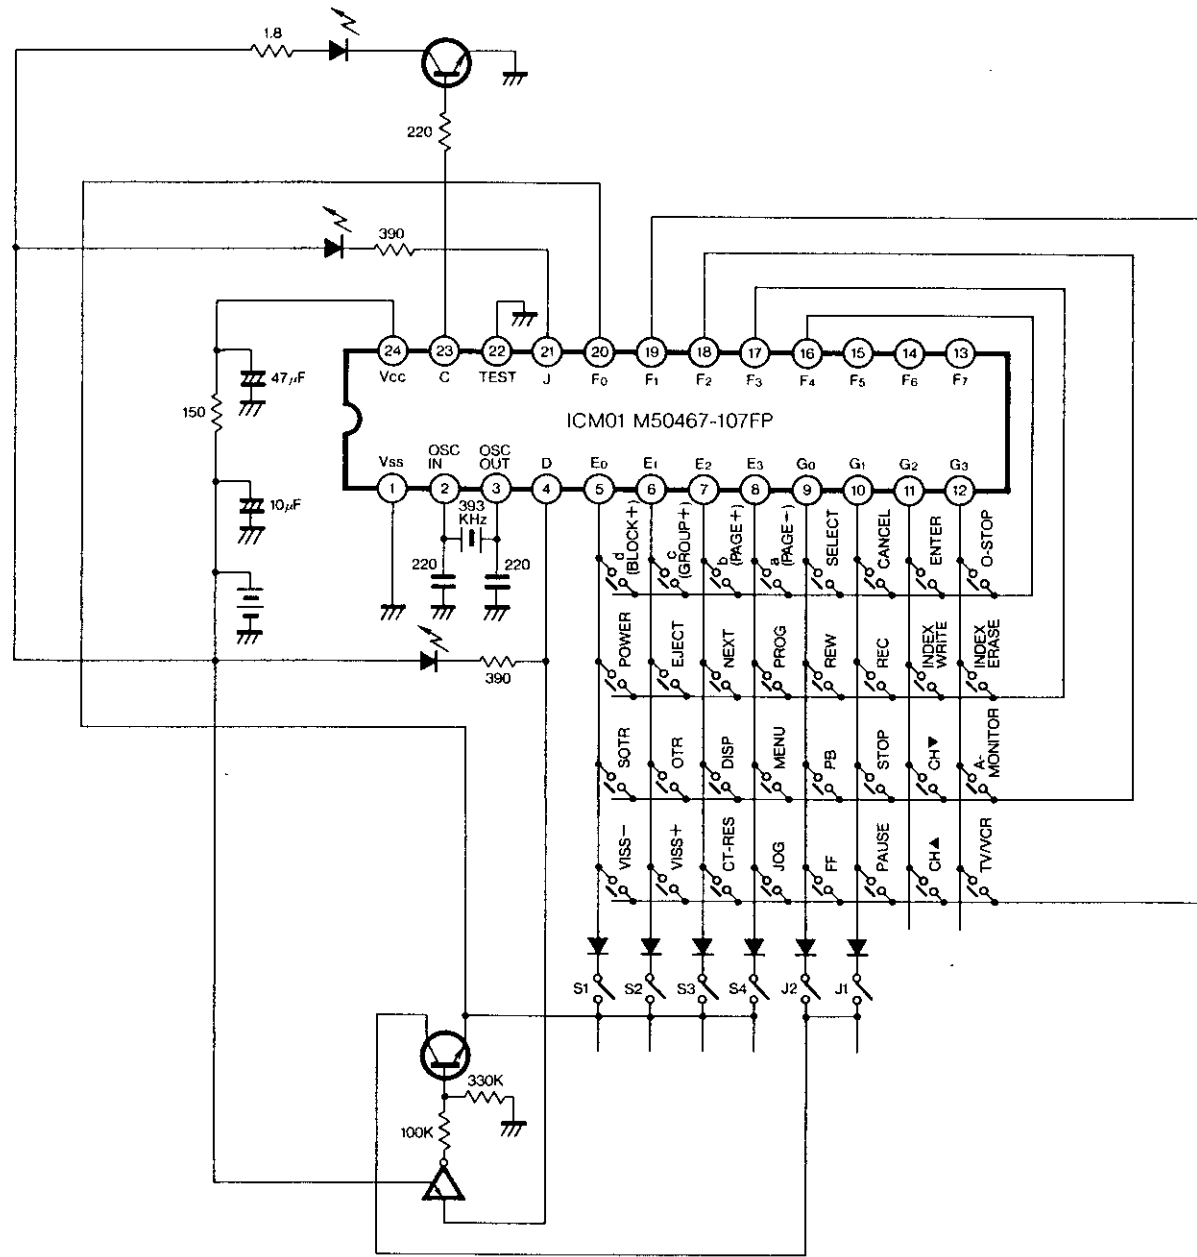 1.8
220
390
24
23
22
21
20
19
18
17
16
15
14
13
Vcc
C
TEST
J
F0
F1
F2
F3
F4
F5
F6
F7
47μF
150
ICM01 M50467-107FP
Vss
OSC
IN
OSC
OUT
D
E0
E1
E2
E3
G0
G1
G2
G3
1
2
3
4
5
6
7
8
9
10
11
12
10μF
393
KHz
220
220
d
(BLOCK+)
c
(GROUP+)
b
(PAGE+)
a
(PAGE-)
SELECT
CANCEL
ENTER
O-STOP
390
POWER
EJECT
NEXT
PROG
REW
REC
INDEX
WRITE
INDEX
ERASE
SQTR
OTR
DISP
MENU
PB
STOP
CH▼
A-
MONITOR
VISS-
VISS+
CT-RES
JOG
FF
PAUSE
CH▲
TV/VCR
S1
S2
S3
S4
J2
J1
330K
100K